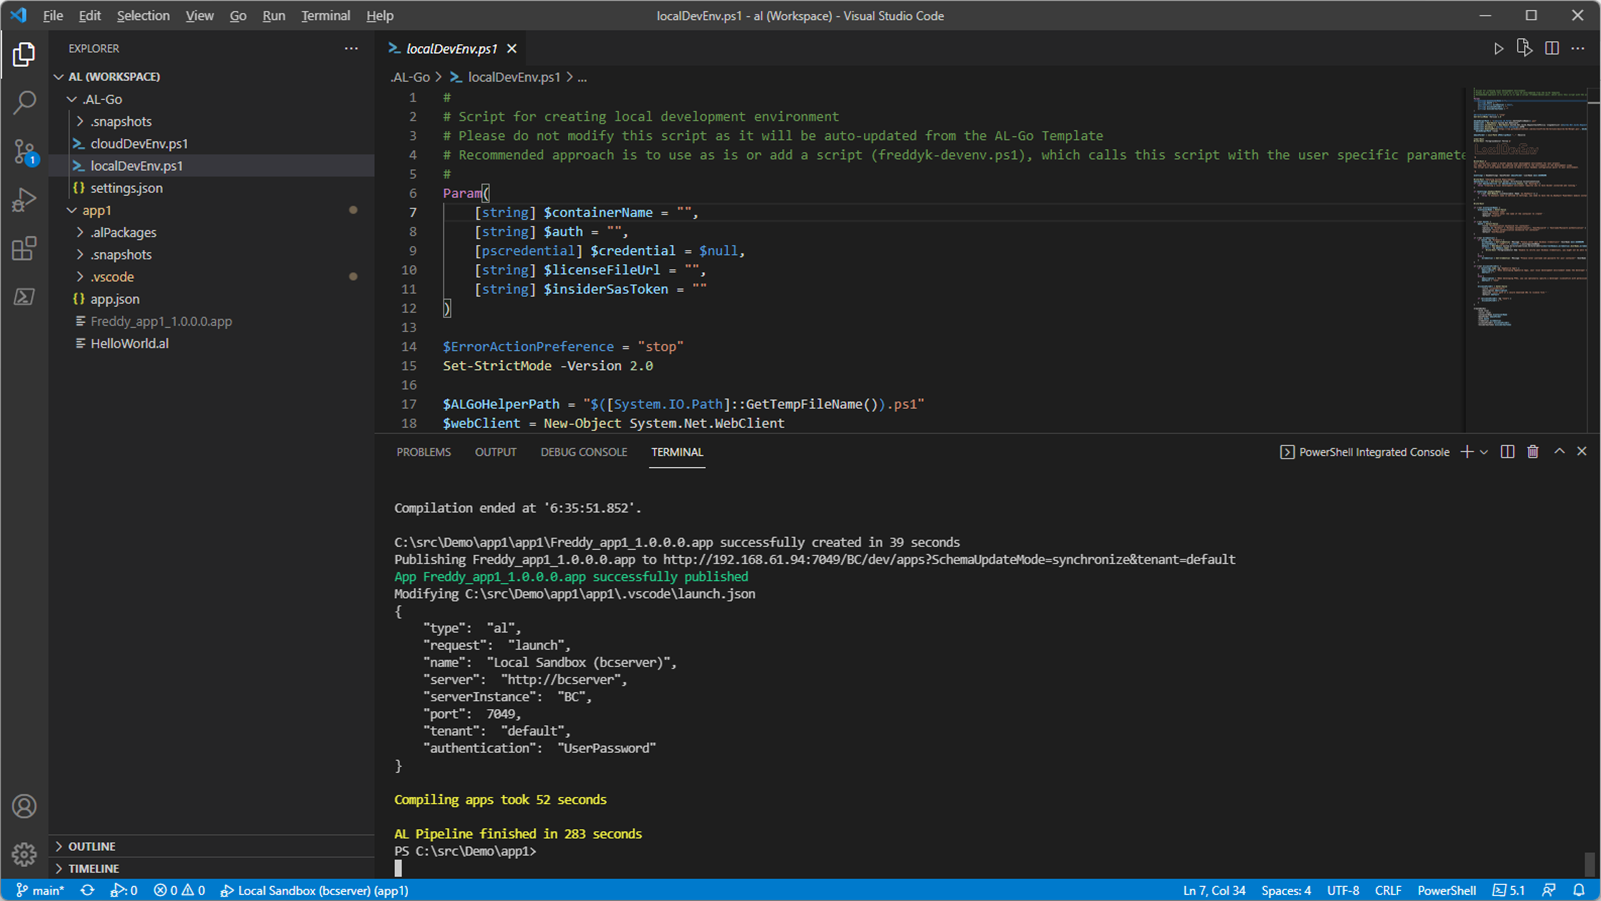 File Edit Selection View Go Run Terminal Help
localDevEnv.ps1 - al (Workspace) - Visual Studio Code
EXPLORER
AL (WORKSPACE)
.AL-Go
.snapshots
cloudDevEnv.ps1
localDevEnv.ps1
settings.json
app1
.alPackages
.snapshots
.vscode
app.json
Freddy_app1_1.0.0.0.app
HelloWorld.al
OUTLINE
TIMELINE
1
localDevEnv.ps1
.AL-Go > localDevEnv.ps1 > ...
1 #
2 # Script for creating local development environment
3 # Please do not modify this script as it will be auto-updated from the AL-Go Template
4 # Recommended approach is to use as is or add a script (freddyk-devenv.ps1), which calls this script with the user specific paramete
5 #
6 Param(
7 [string] $containerName = "",
8 [string] $auth = "",
9 [pscredential] $credential = $null,
10 [string] $licenseFileUrl = "",
11 [string] $insiderSasToken = ""
12 )
13
14 $ErrorActionPreference = "stop"
15 Set-StrictMode -Version 2.0
16
17 $ALGoHelperPath = "$([System.IO.Path]::GetTempFileName()).ps1"
18 $webClient = New-Object System.Net.WebClient
PROBLEMS OUTPUT DEBUG CONSOLE TERMINAL
PowerShell Integrated Console
Compilation ended at '6:35:51.852'.
C:\src\Demo\app1\app1\Freddy_app1_1.0.0.0.app successfully created in 39 seconds
Publishing Freddy_app1_1.0.0.0.app to http://192.168.61.94:7049/BC/dev/apps?SchemaUpdateMode=synchronize&tenant=default
App Freddy_app1_1.0.0.0.app successfully published
Modifying C:\src\Demo\app1\app1\.vscode\launch.json
{
"type": "al",
"request": "launch",
"name": "Local Sandbox (bcserver)",
"server": "http://bcserver",
"serverInstance": "BC",
"port": 7049,
"tenant": "default",
"authentication": "UserPassword"
}
Compiling apps took 52 seconds
AL Pipeline finished in 283 seconds
PS C:\src\Demo\app1>
main* 0 0 0 Local Sandbox (bcserver) (app1)
Ln 7, Col 34 Spaces: 4 UTF-8 CRLF PowerShell 5.1